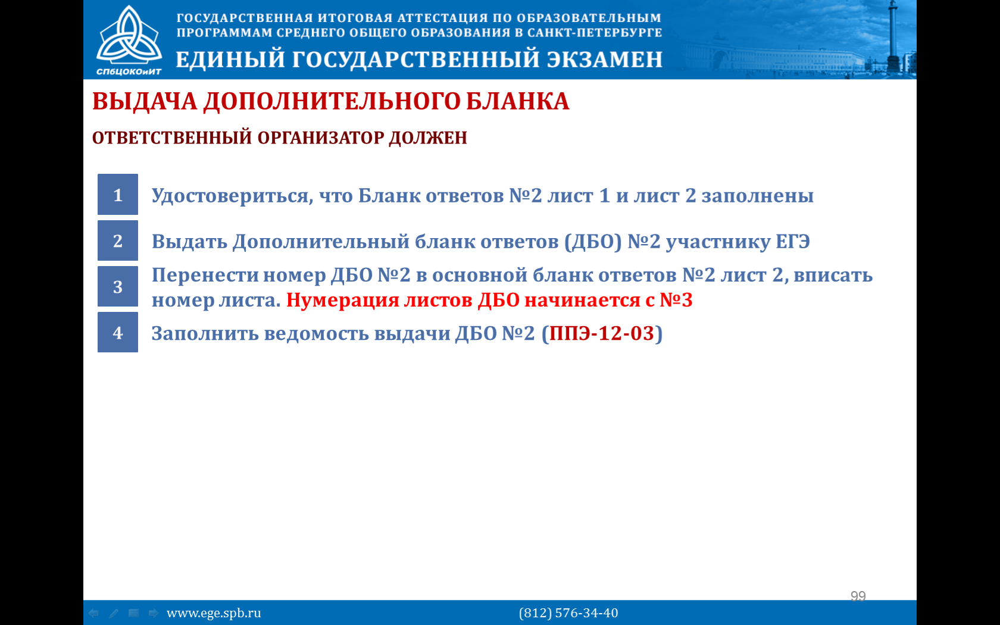 ГОСУДАРСТВЕННАЯ ИТОГОВАЯ АТТЕСТАЦИЯ ПО ОБРАЗОВАТЕЛЬНЫМ
ПРОГРАММАМ СРЕДНЕГО ОБЩЕГО ОБРАЗОВАНИЯ В САНКТ-ПЕТЕРБУРГЕ
ЕДИНЫЙ ГОСУДАРСТВЕННЫЙ ЭКЗАМЕН
СПбЦОКОиИТ
ВЫДАЧА ДОПОЛНИТЕЛЬНОГО БЛАНКА
ОТВЕТСТВЕННЫЙ ОРГАНИЗАТОР ДОЛЖЕН
1 Удостовериться, что Бланк ответов №2 лист 1 и лист 2 заполнены
2 Выдать Дополнительный бланк ответов (ДБО) №2 участнику ЕГЭ
3 Перенести номер ДБО №2 в основной бланк ответов №2 лист 2, вписать
номер листа. Нумерация листов ДБО начинается с №3
4 Заполнить ведомость выдачи ДБО №2 (ППЭ-12-03)
99
www.ege.spb.ru (812) 576-34-40